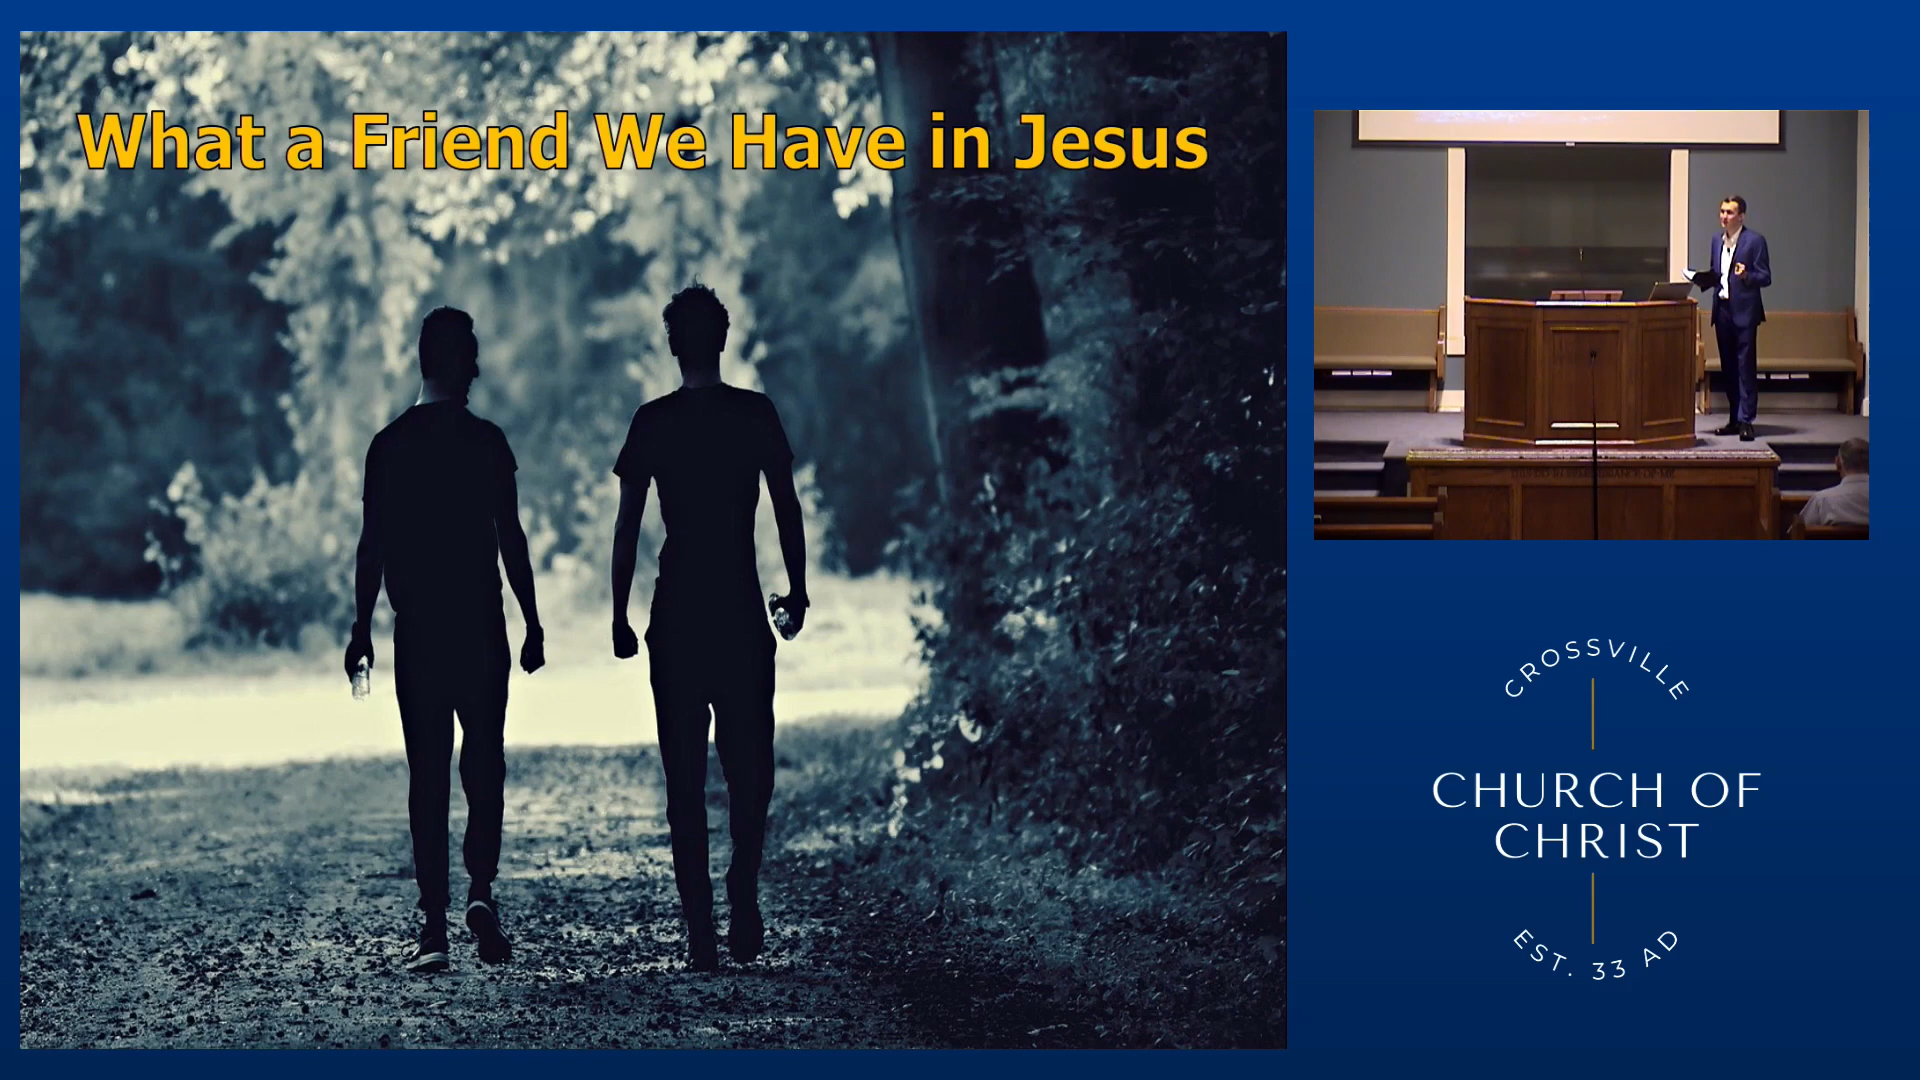 What a Friend We Have in Jesus
CROSSVILLE
CHURCH OF
CHRIST
EST. 33 AD